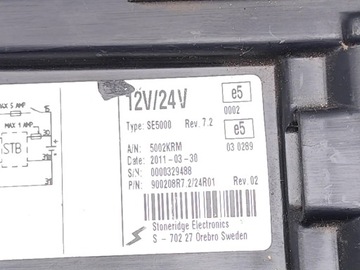 12V/24V
e5
0002
Type: SE5000 Rev. 7.2
e5
03 0289
A/N: 5002KRM
Date: 2011-03-30
S/N: 0000329488
P/N: 900208R7.2/24R01 Rev. 02
Stoneridge Electronics
S - 702 27 Örebro Sweden
MAX 5 AMP
15
MAX 1 AMP
30
STB
31
31